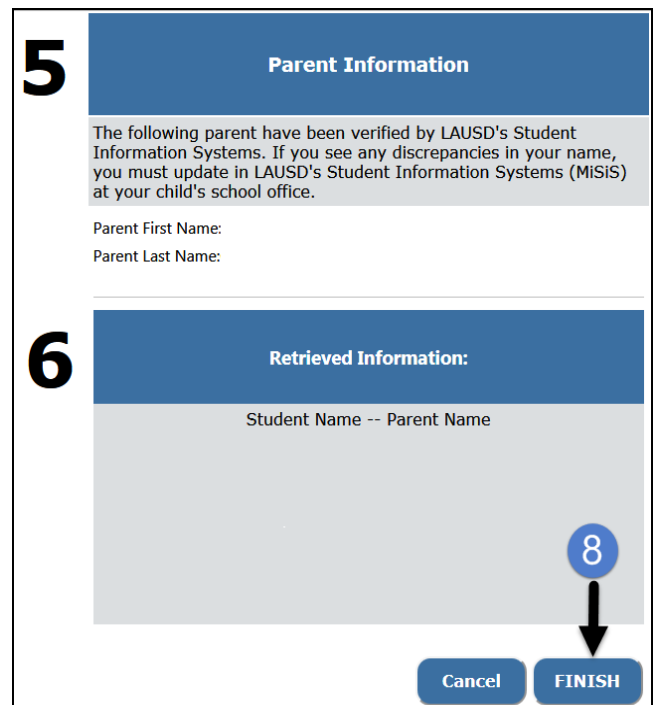 5
Parent Information
The following parent have been verified by LAUSD's Student
Information Systems. If you see any discrepancies in your name,
you must update in LAUSD's Student Information Systems (MiSiS)
at your child's school office.
Parent First Name:
Parent Last Name:
6
Retrieved Information:
Student Name -- Parent Name
8
Cancel
FINISH